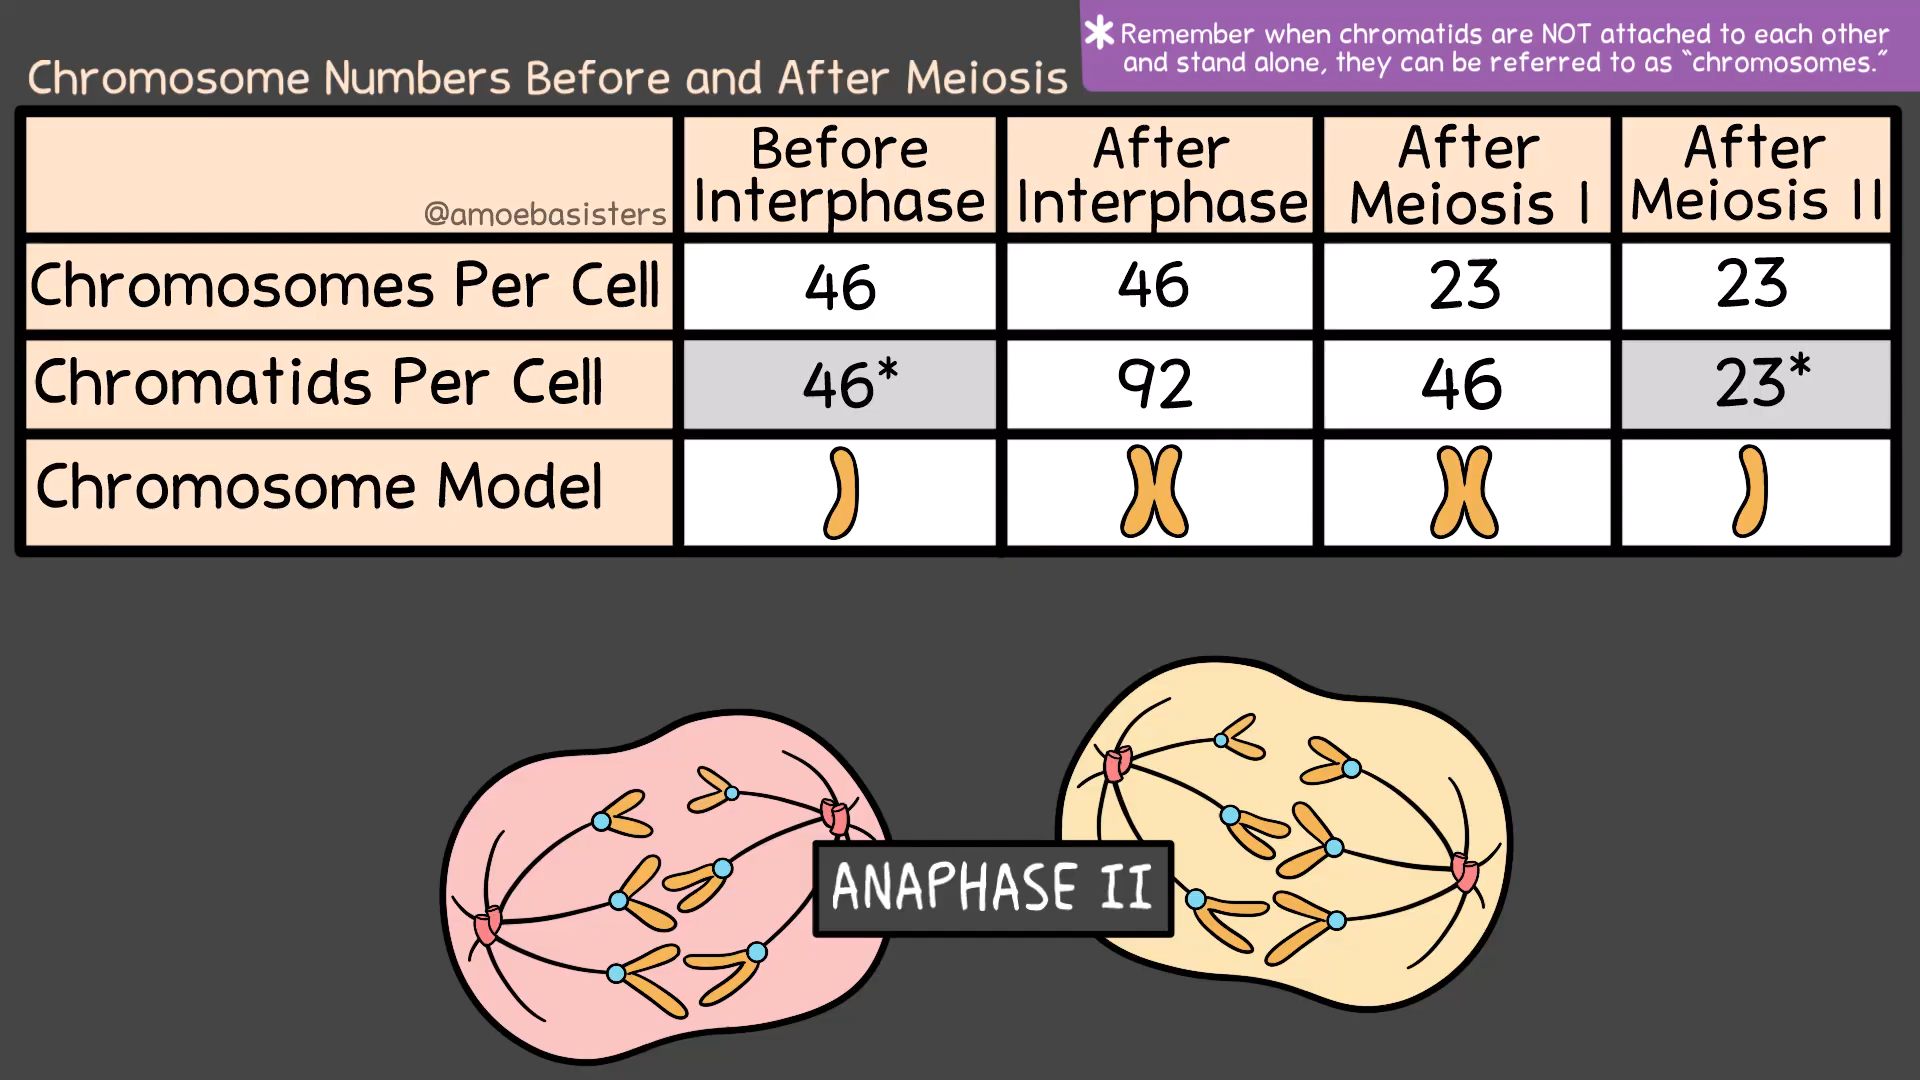 * Remember when chromatids are NOT attached to each other
and stand alone, they can be referred to as “chromosomes.”
Chromosome Numbers Before and After Meiosis
@amoebasisters
Before
Interphase
After
Interphase
After
Meiosis I
After
Meiosis II
Chromosomes Per Cell 46 46 23 23
Chromatids Per Cell 46* 92 46 23*
Chromosome Model
ANAPHASE II